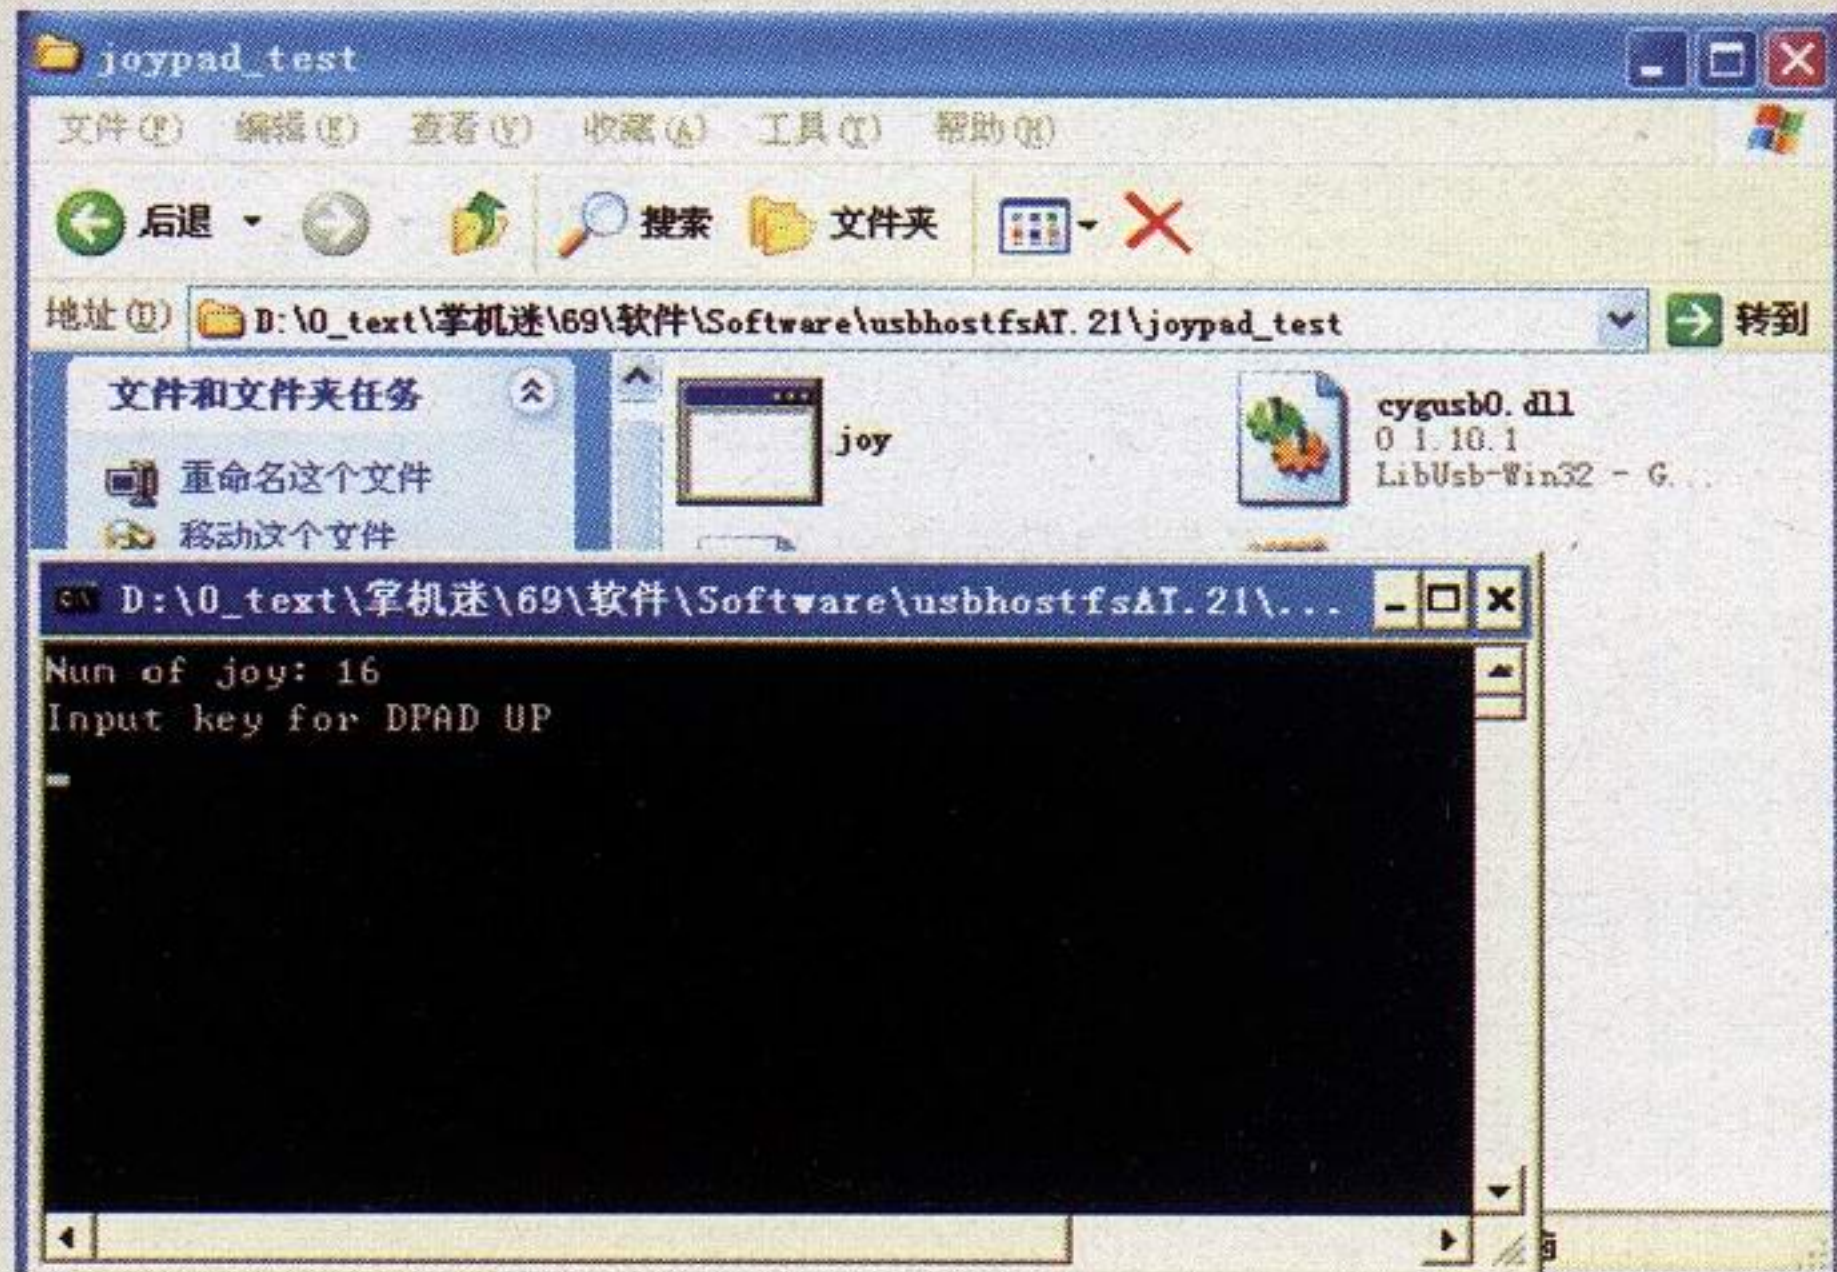 joypad_test
文件(F) 编辑(E) 查看(V) 收藏(A) 工具(T) 帮助(H)
后退 搜索 文件夹
地址(D) D:\0_text\掌机迷\69\软件\Software\usbhostfsAT.21\joypad_test 转到
文件和文件夹任务
重命名这个文件
移动这个文件
joy
cygusb0.dll
0.1.10.1
LibUsb-Win32 - G...
D:\0_text\掌机迷\69\软件\Software\usbhostfsAT.21\...
Num of joy: 16
Input key for DPAD UP